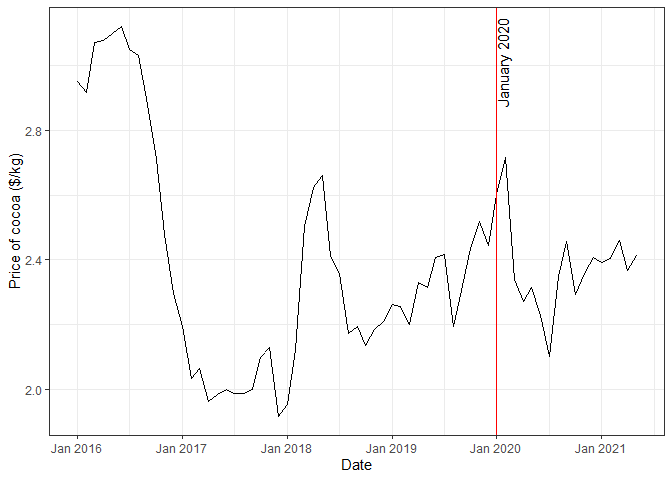 January 2020
Price of cocoa ($/kg)
2.8
2.4
2.0
Jan 2016 Jan 2017 Jan 2018 Jan 2019 Jan 2020 Jan 2021
Date